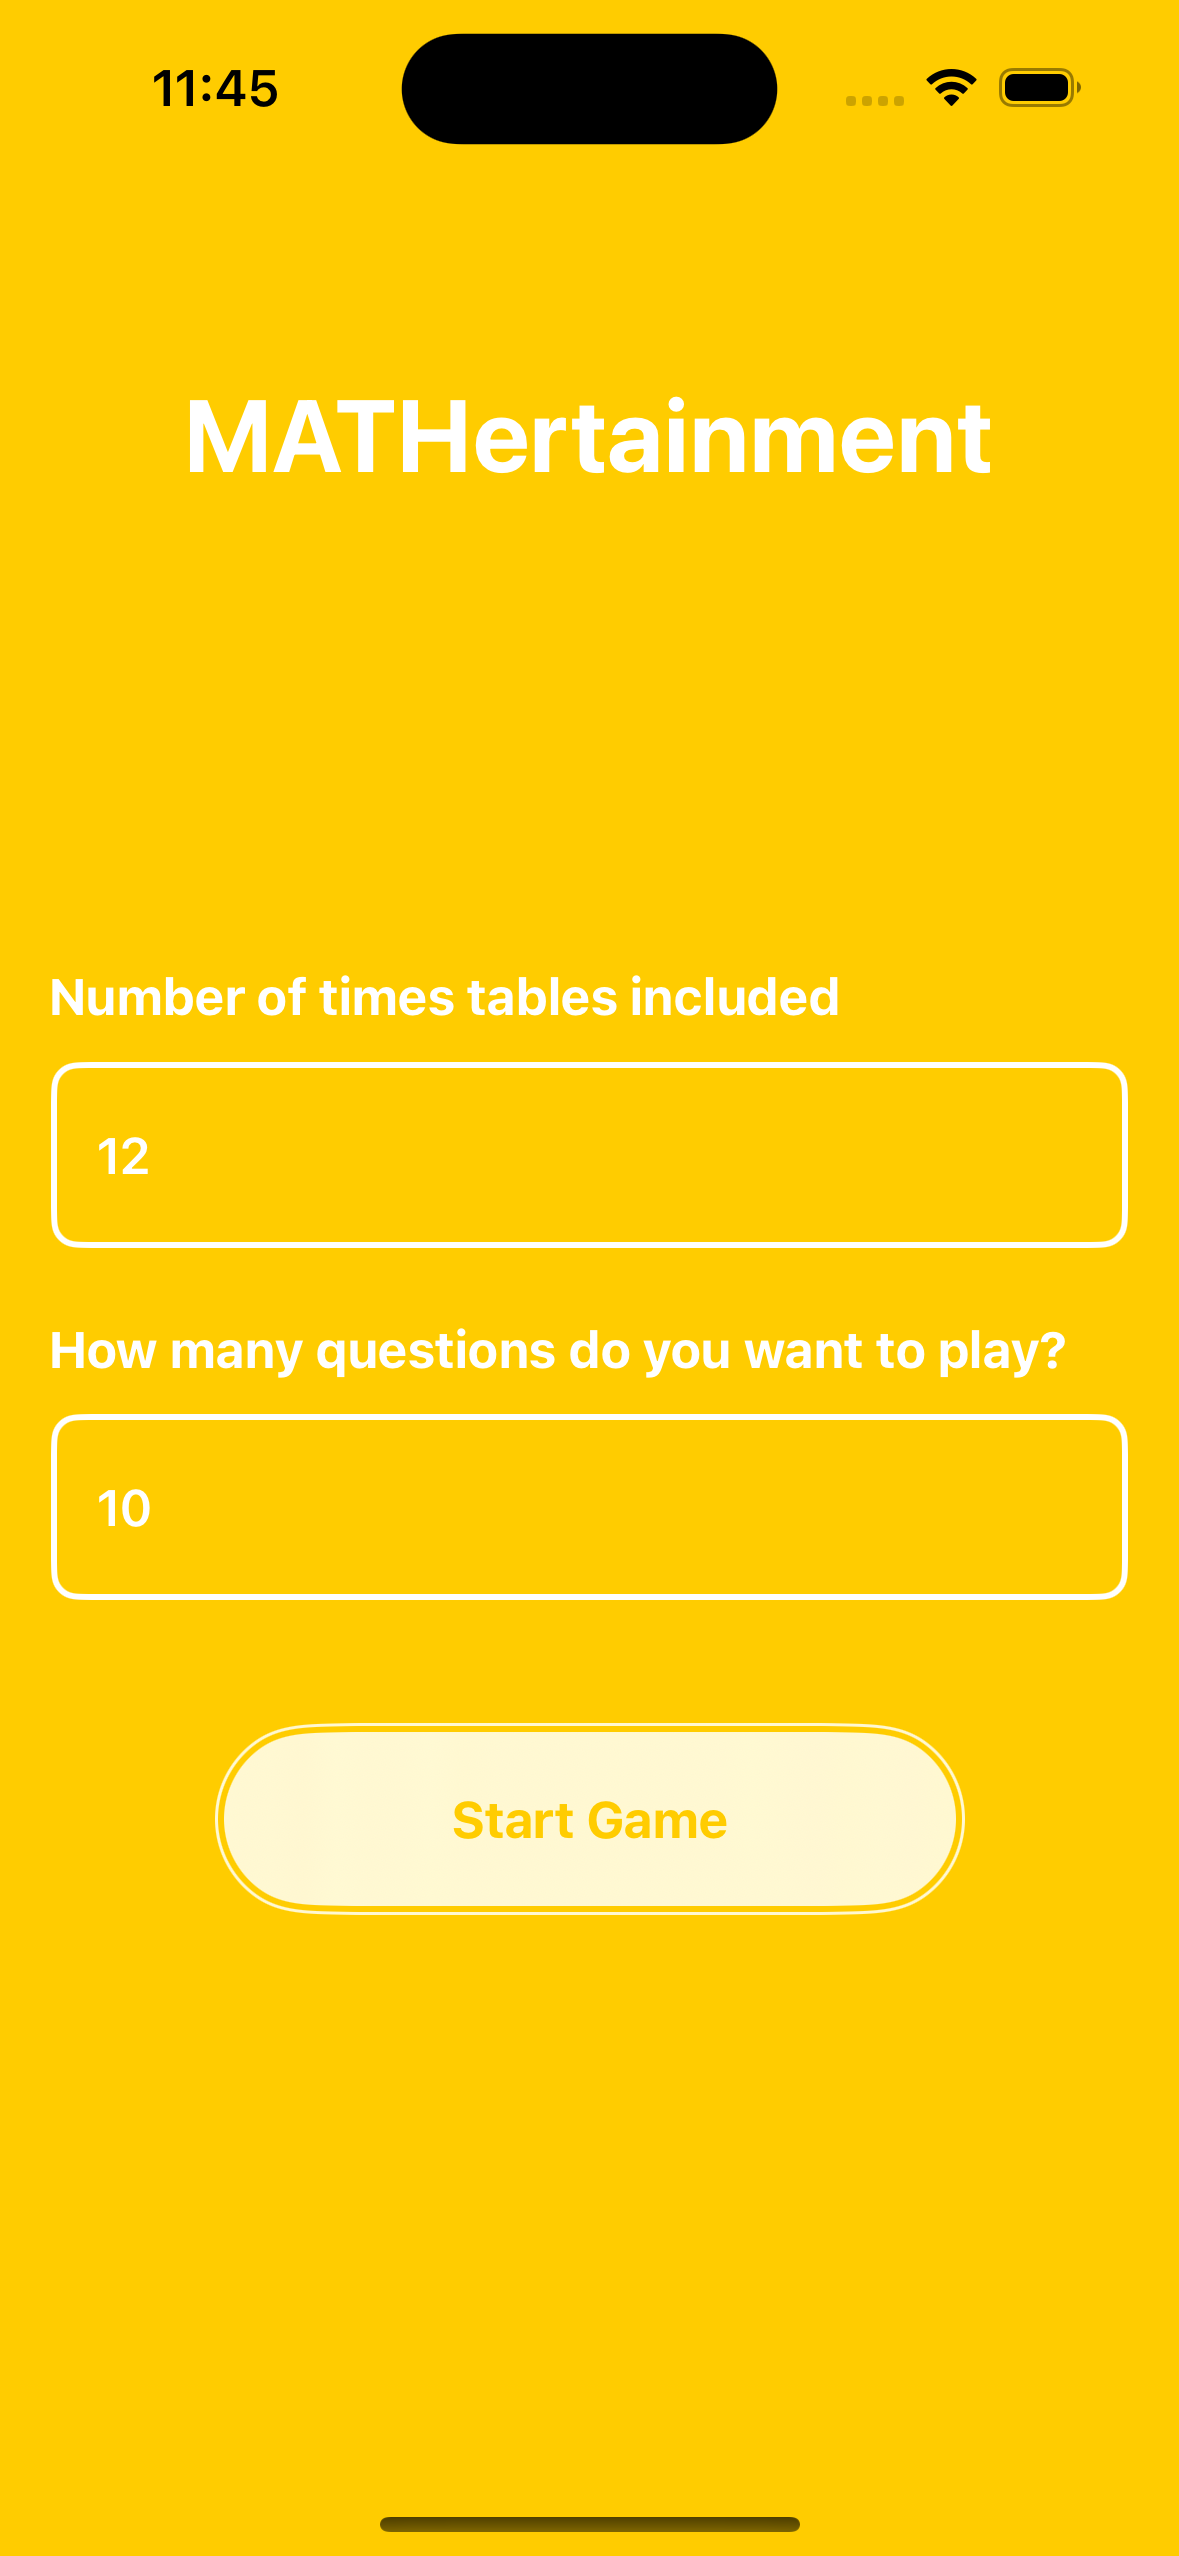 11:45
MATHertainment
Number of times tables included
12
How many questions do you want to play?
10
Start Game